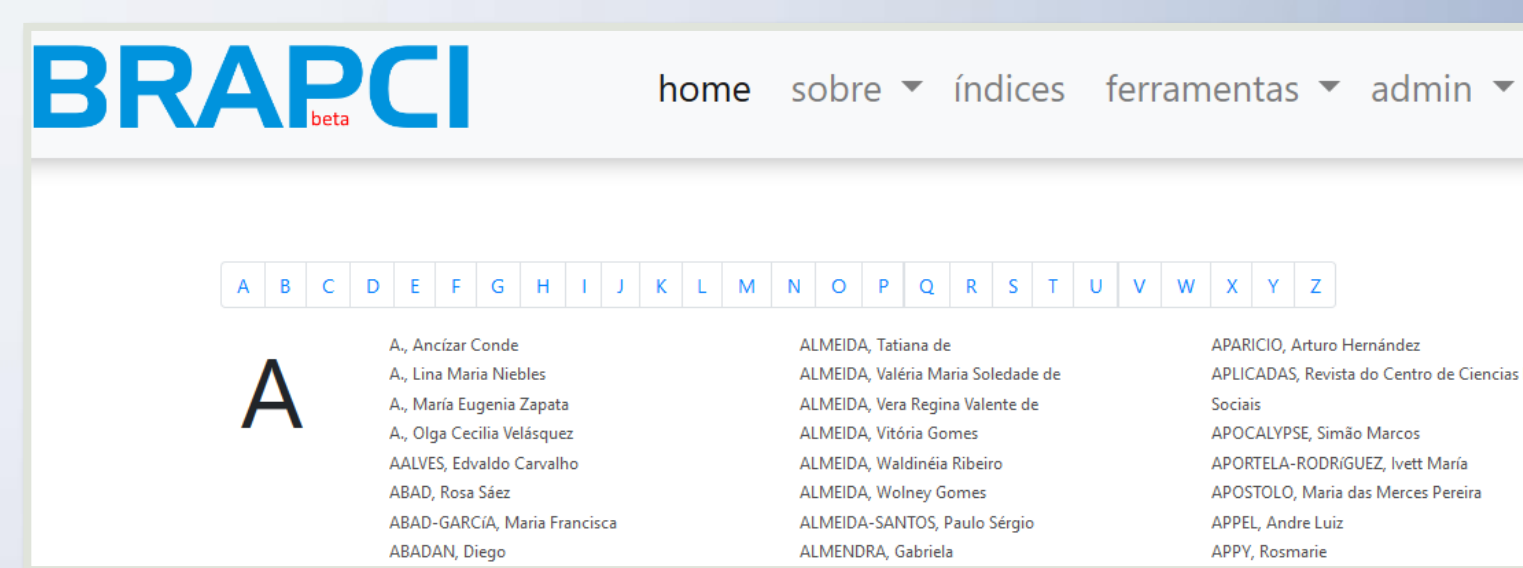 BRAPCI beta
home sobre índices ferramentas admin
A B C D E F G H I J K L M N O P Q R S T U V W X Y Z
A
A., Ancízar Conde
A., Lina Maria Niebles
A., María Eugenia Zapata
A., Olga Cecilia Velásquez
AALVES, Edvaldo Carvalho
ABAD, Rosa Sáez
ABAD-GARCíA, Maria Francisca
ABADAN, Diego
ALMEIDA, Tatiana de
ALMEIDA, Valéria Maria Soledade de
ALMEIDA, Vera Regina Valente de
ALMEIDA, Vitória Gomes
ALMEIDA, Waldinéia Ribeiro
ALMEIDA, Wolney Gomes
ALMEIDA-SANTOS, Paulo Sérgio
ALMENDRA, Gabriela
APARICIO, Arturo Hernández
APLICADAS, Revista do Centro de Ciencias
Sociais
APOCALYPSE, Simão Marcos
APORTELA-RODRíGUEZ, Ivett María
APOSTOLO, Maria das Merces Pereira
APPEL, Andre Luiz
APPY, Rosmarie